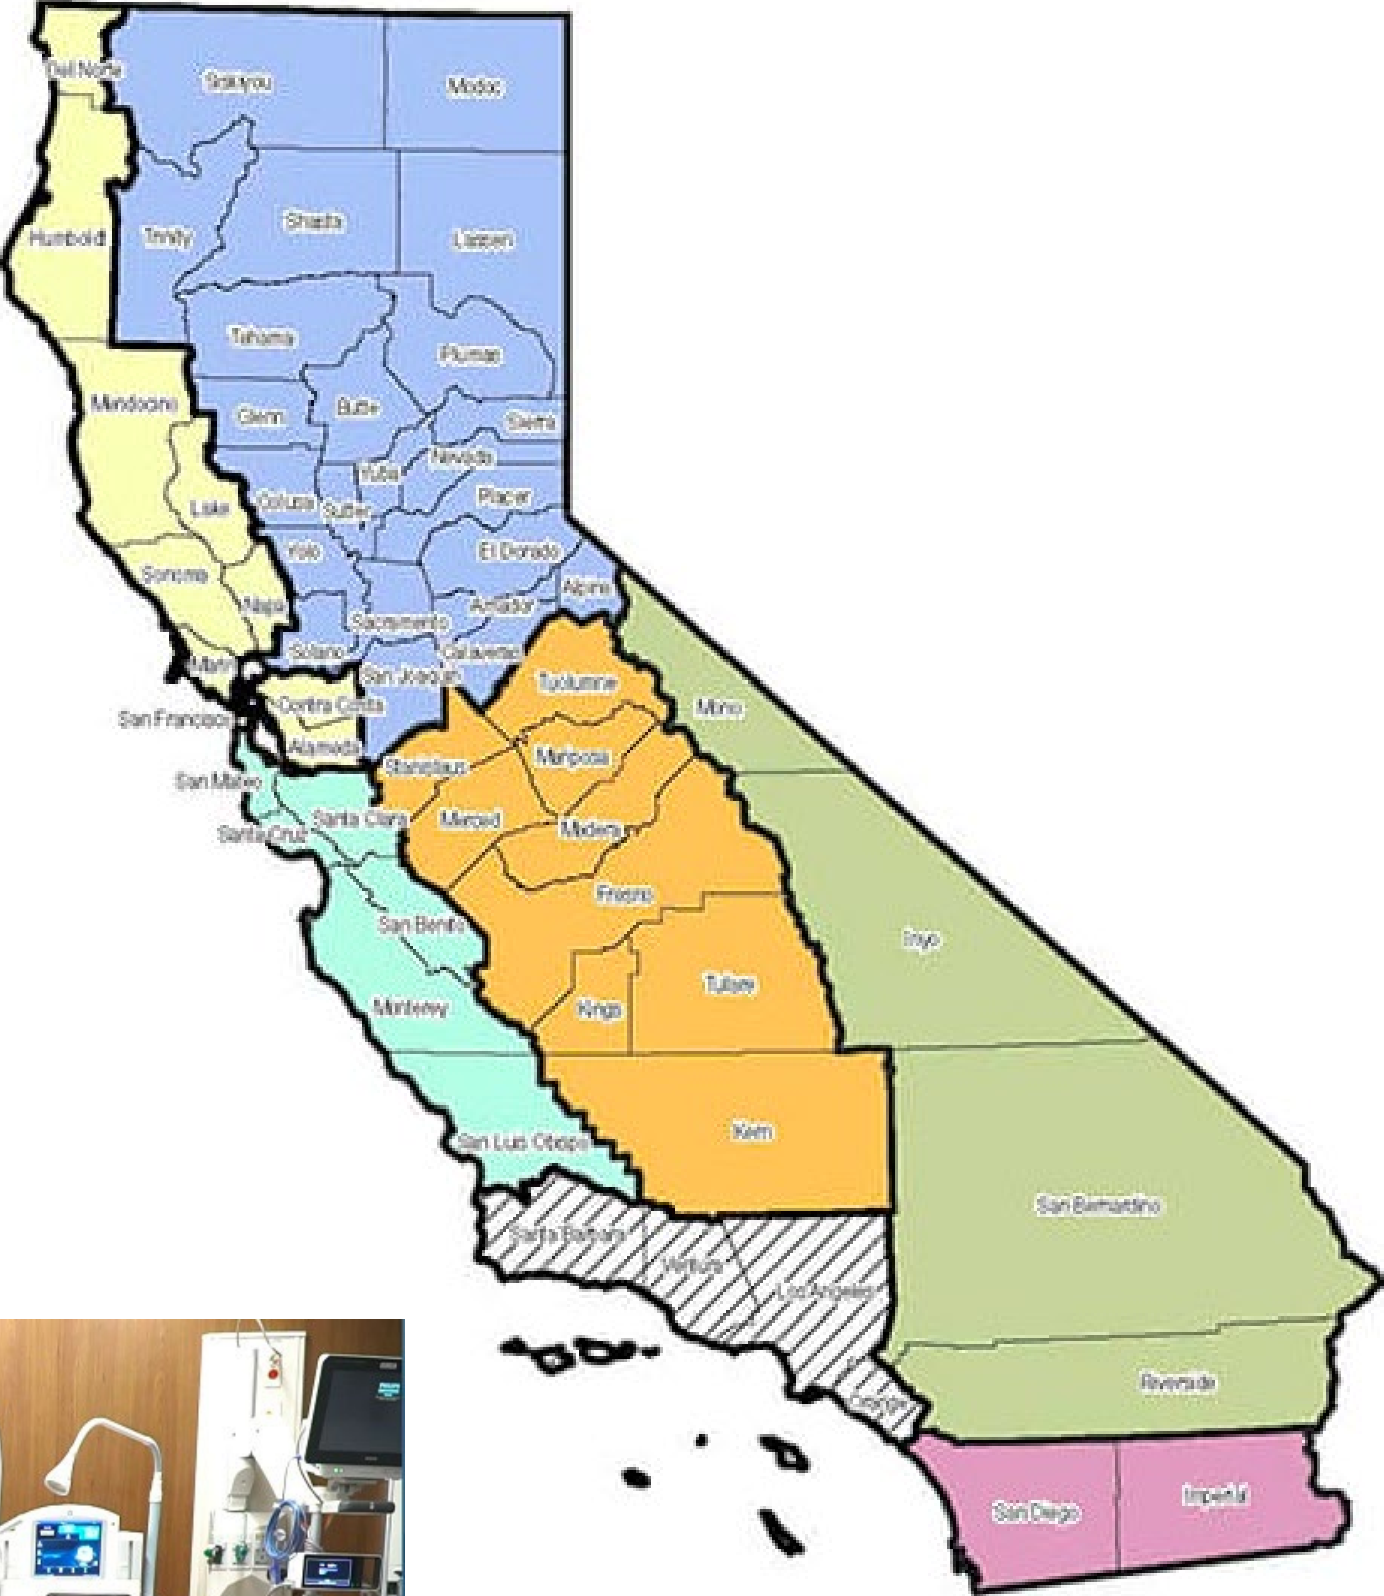 Del Norte
Siskiyou
Modoc
Humboldt
Trinity
Shasta
Lassen
Tehama
Plumas
Mendocino
Glenn
Butte
Sierra
Nevada
Yuba
Placer
Lake
Colusa
Sutter
Yolo
El Dorado
Sonoma
Napa
Alpine
Amador
Sacramento
Solano
Calaveras
Marin
San Joaquin
Tuolumne
Contra Costa
Mono
San Francisco
Alameda
Stanislaus
Mariposa
San Mateo
Santa Clara
Merced
Madera
Santa Cruz
Fresno
San Benito
Inyo
Tulare
Monterey
Kings
Kern
San Luis Obispo
San Bernardino
Santa Barbara
Ventura
Los Angeles
Riverside
Orange
San Diego
Imperial